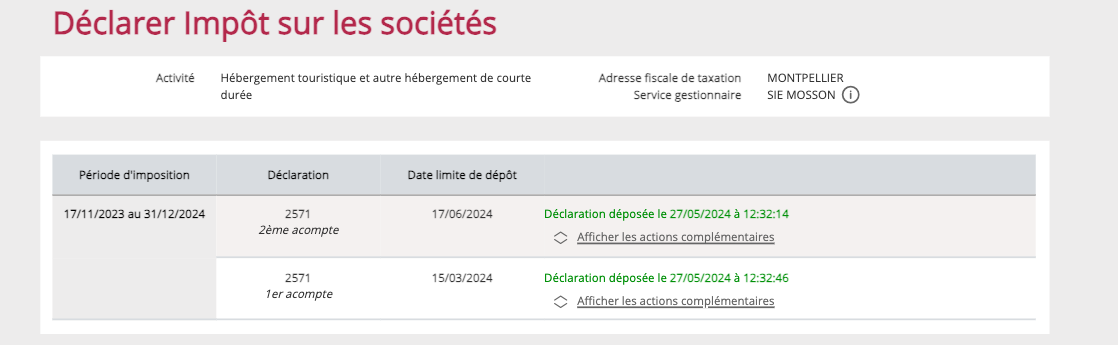 Déclarer Impôt sur les sociétés
Activité Hébergement touristique et autre hébergement de courte durée
Adresse fiscale de taxation MONTPELLIER
Service gestionnaire SIE MOSSON
Période d'imposition Déclaration Date limite de dépôt
17/11/2023 au 31/12/2024 2571 17/06/2024 Déclaration déposée le 27/05/2024 à 12:32:14
2ème acompte Afficher les actions complémentaires
2571 15/03/2024 Déclaration déposée le 27/05/2024 à 12:32:46
1er acompte Afficher les actions complémentaires